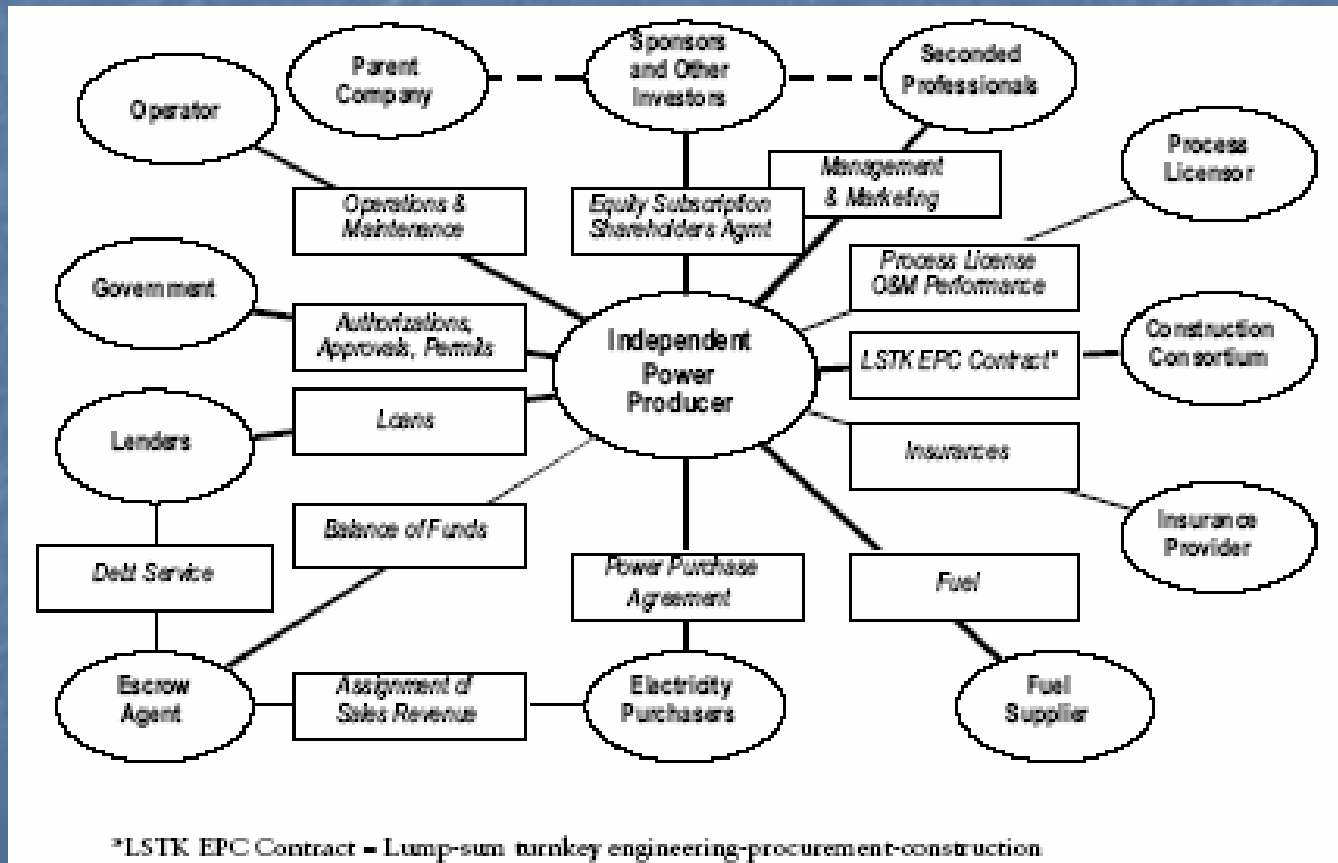 Sponsors
and Other
Investors
Parent
Company
Seconded
Professionals
Operator
Process
Licensor
Management
& Marketing
Operations &
Maintenance
Equity Subscription
Shareholders Agmt
Process License
O&M Performance
Government
Authorizations,
Approvals, Permits
Independent
Power
Producer
LSTK EPC Contract*
Construction
Consortium
Loans
Lenders
Insurances
Balance of Funds
Insurance
Provider
Debt Service
Power Purchase
Agreement
Fuel
Escrow
Agent
Assignment of
Sales Revenue
Electricity
Purchasers
Fuel
Supplier
*LSTK EPC Contract = Lump-sum turnkey engineering-procurement-construction